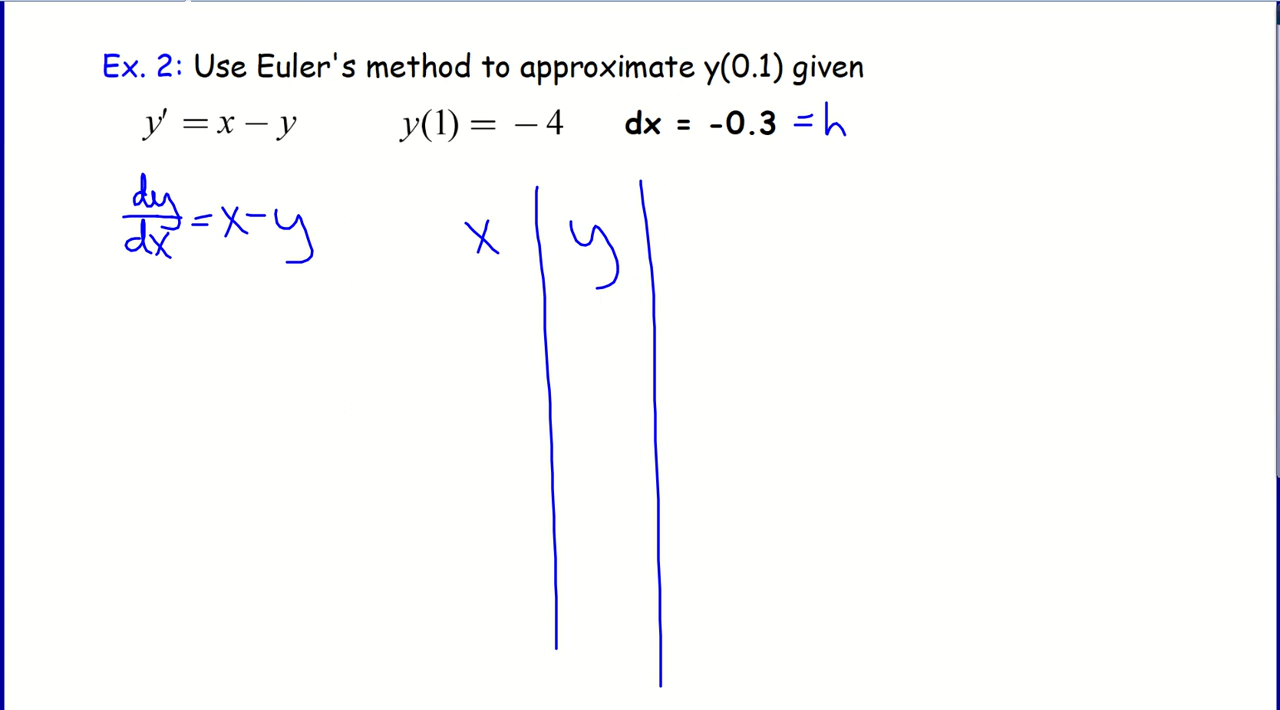 Ex. 2: Use Euler's method to approximate y(0.1) given
y' = x - y y(1) = -4 dx = -0.3 = h
dy/dx = x - y x y